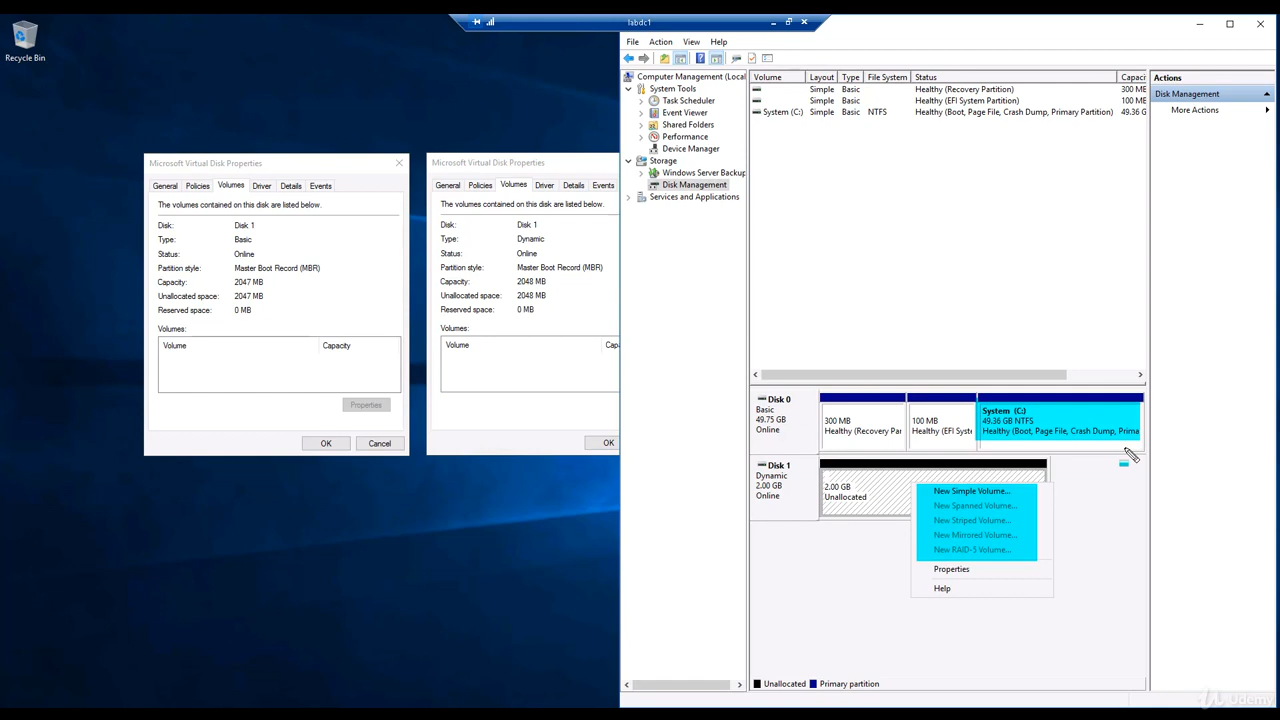 Recycle Bin
labdc1
File Action View Help
Computer Management (Local
System Tools
Task Scheduler
Event Viewer
Shared Folders
Performance
Device Manager
Storage
Windows Server Backup
Disk Management
Services and Applications
Volume Layout Type File System Status Capaci
Simple Basic Healthy (Recovery Partition) 300 MB
Simple Basic Healthy (EFI System Partition) 100 MB
System (C:) Simple Basic NTFS Healthy (Boot, Page File, Crash Dump, Primary Partition) 49.36 G
Actions
Disk Management
More Actions
Microsoft Virtual Disk Properties
General Policies Volumes Driver Details Events
The volumes contained on this disk are listed below.
Disk: Disk 1
Type: Basic
Status: Online
Partition style: Master Boot Record (MBR)
Capacity: 2047 MB
Unallocated space: 2047 MB
Reserved space: 0 MB
Volumes:
Volume Capacity
Properties
OK Cancel
Microsoft Virtual Disk Properties
General Policies Volumes Driver Details Events
The volumes contained on this disk are listed below.
Disk: Disk 1
Type: Dynamic
Status: Online
Partition style: Master Boot Record (MBR)
Capacity: 2048 MB
Unallocated space: 2048 MB
Reserved space: 0 MB
Volumes:
Volume Cap
OK
Disk 0
Basic
49.75 GB
Online
300 MB
Healthy (Recovery Par
100 MB
Healthy (EFI Syste
System (C:)
49.36 GB NTFS
Healthy (Boot, Page File, Crash Dump, Prima
Disk 1
Dynamic
2.00 GB
Online
2.00 GB
Unallocated
New Simple Volume...
New Spanned Volume...
New Striped Volume...
New Mirrored Volume...
New RAID-5 Volume...
Properties
Help
Unallocated Primary partition
Udemy